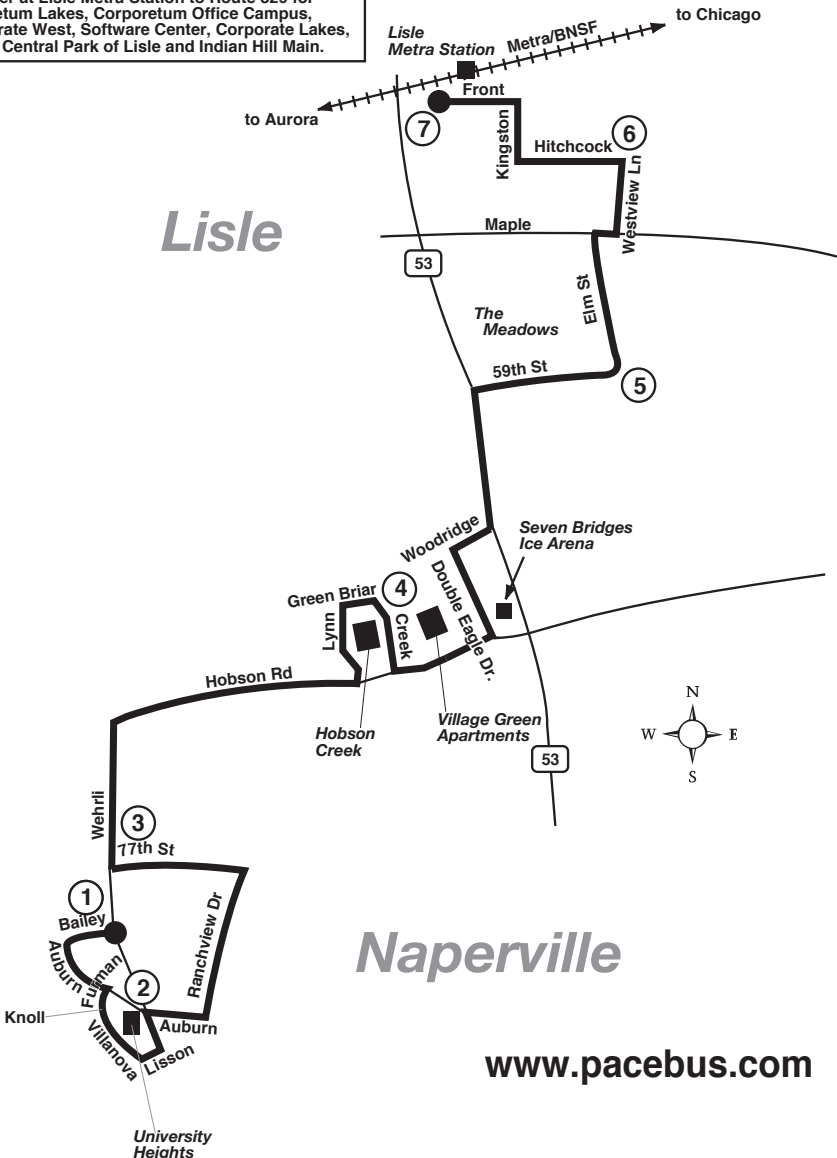 etum Lakes, Corporetum Office Campus,
rate West, Software Center, Corporate Lakes,
Central Park of Lisle and Indian Hill Main.
to Chicago
Lisle
Metra Station
Metra/BNSF
to Aurora
Front
7
Kingston
6
Hitchcock
Westview Ln
Lisle
Maple
53
Elm St
The
Meadows
59th St
5
Woodridge
Seven Bridges
Ice Arena
Green Briar
4
Double Eagle Dr.
Lynn
Creek
Hobson Rd
Hobson
Creek
Village Green
Apartments
N
W
E
S
53
Wehrli
3
77th St
1
Bailey
Auburn
Furman
Ranchview Dr
Naperville
2
Knoll
Auburn
Villanova
Lisson
www.pacebus.com
University
Heights